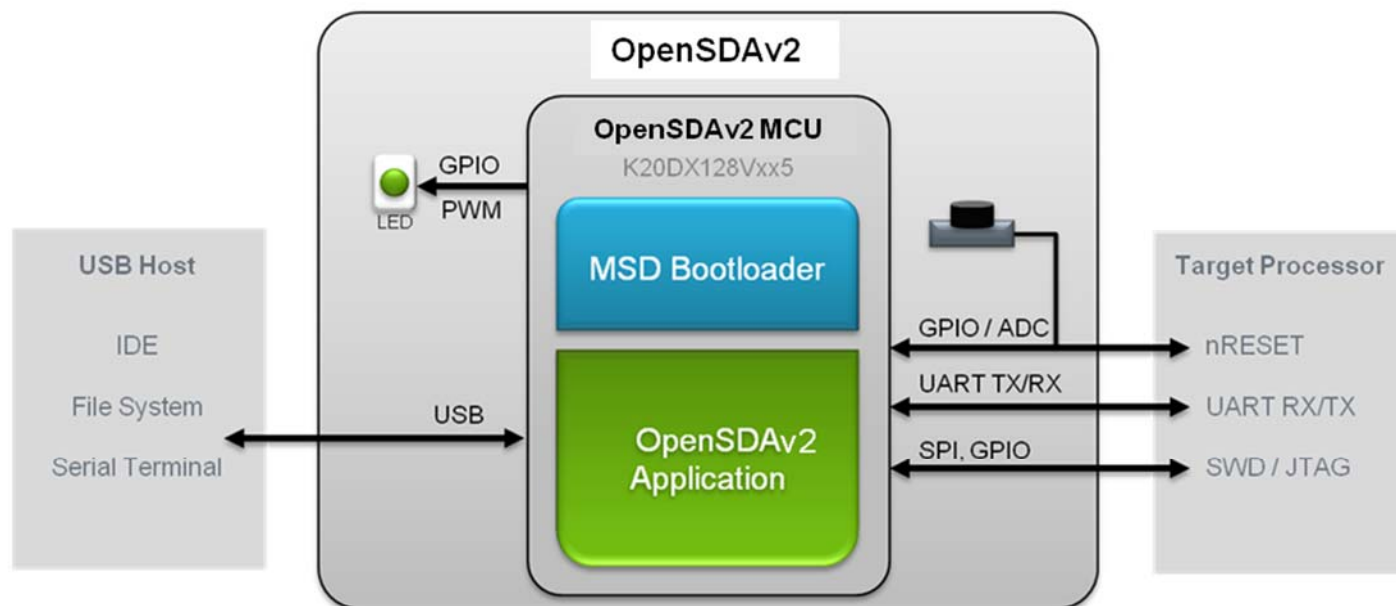 OpenSDAv2
OpenSDAv2 MCU
K20DX128Vxx5
GPIO
PWM
LED
MSD Bootloader
OpenSDAv2
Application
USB Host
IDE
File System
Serial Terminal
USB
GPIO / ADC
UART TX/RX
SPI, GPIO
Target Processor
nRESET
UART RX/TX
SWD / JTAG